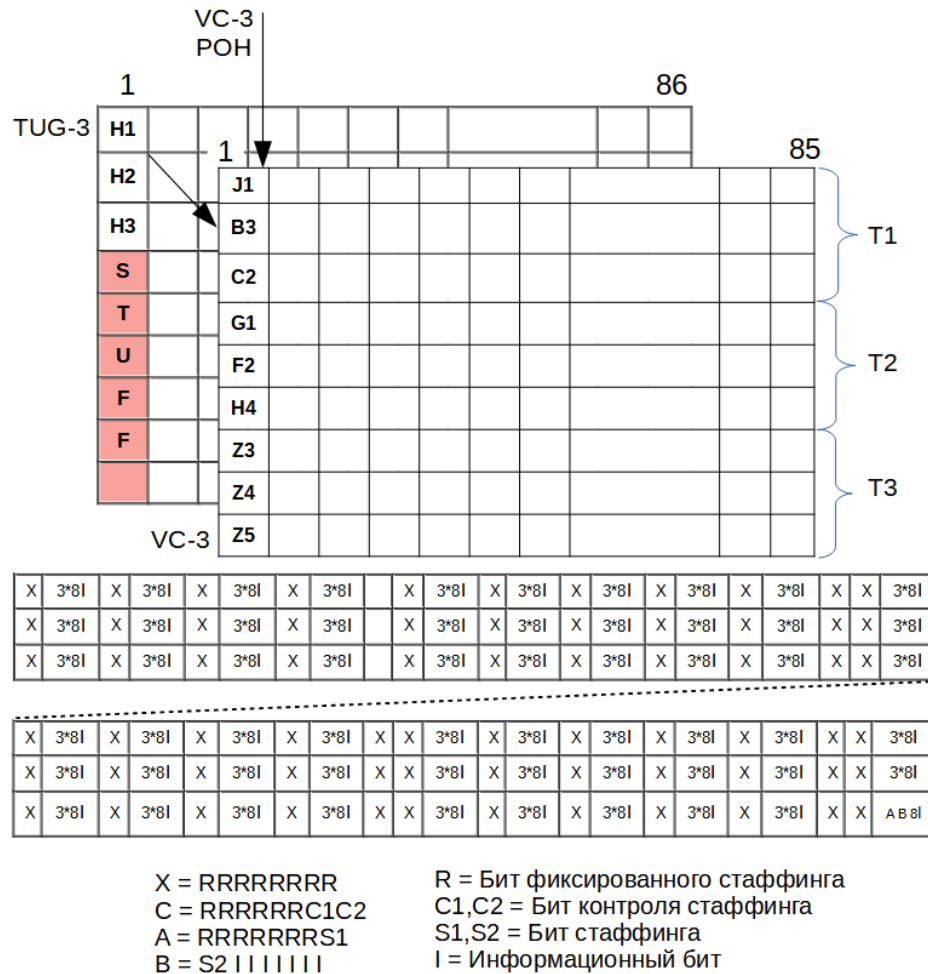 VC-3
POH
1 86
TUG-3 H1
1 85
H2 J1
H3 B3 T1
S C2
T G1
U F2 T2
F H4
F Z3
Z4 T3
VC-3 Z5
X 3*8I X 3*8I X 3*8I X 3*8I X 3*8I X 3*8I X 3*8I X 3*8I X 3*8I X X 3*8I
X 3*8I X 3*8I X 3*8I X 3*8I X 3*8I X 3*8I X 3*8I X 3*8I X 3*8I X X 3*8I
X 3*8I X 3*8I X 3*8I X 3*8I X 3*8I X 3*8I X 3*8I X 3*8I X 3*8I X X 3*8I
X 3*8I X 3*8I X 3*8I X 3*8I X X 3*8I X 3*8I X 3*8I X 3*8I X 3*8I X X 3*8I
X 3*8I X 3*8I X 3*8I X 3*8I X X 3*8I X 3*8I X 3*8I X 3*8I X 3*8I X X 3*8I
X 3*8I X 3*8I X 3*8I X 3*8I X X 3*8I X 3*8I X 3*8I X 3*8I X 3*8I X X A B 8I
X = RRRRRRRR
C = RRRRRRC1C2
A = RRRRRRRS1
B = S2 I I I I I I I
R = Бит фиксированного стаффинга
C1,C2 = Бит контроля стаффинга
S1,S2 = Бит стаффинга
I = Информационный бит